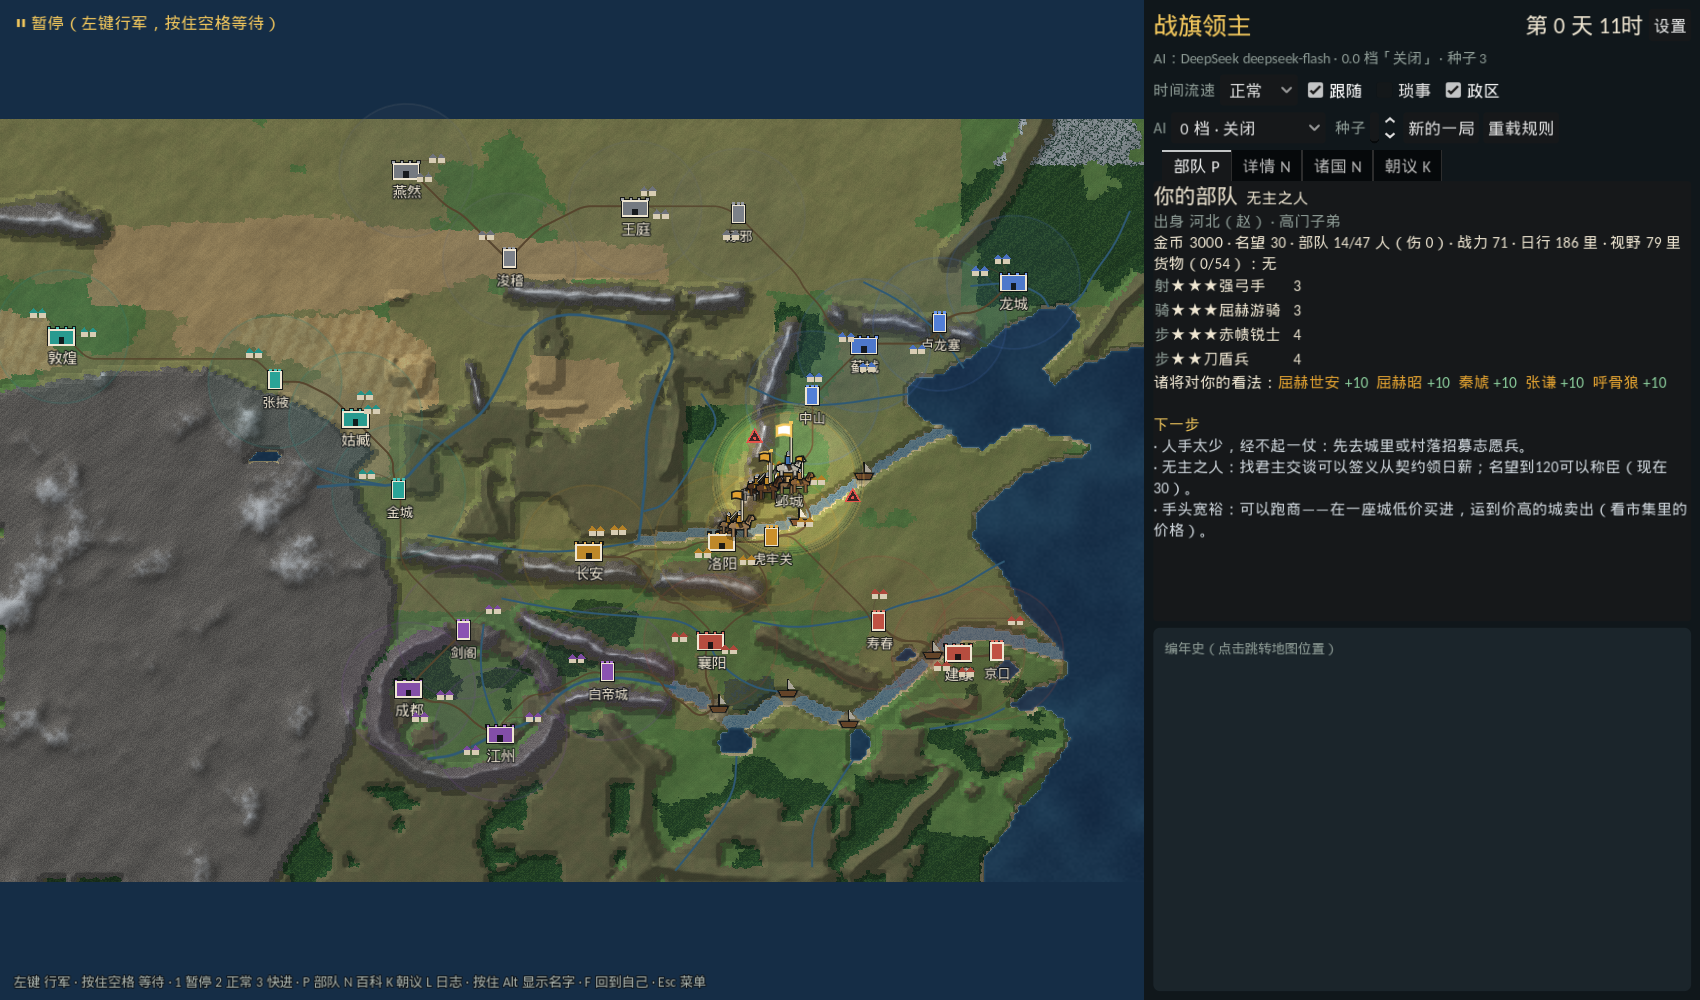 暂停（左键行军，按住空格等待）
战旗领主
第 0 天 11时 设置
AI：DeepSeek deepseek-flash · 0.0 档「关闭」 · 种子 3
时间流速 正常 跟随 琐事 政区
AI 0 档 · 关闭 种子 新的一局 重载规则
部队 P 详情 N 诸国 N 朝议 K
你的部队 无主之人
出身 河北（赵）· 高门子弟
金币 3000 · 名望 30 · 部队 14/47 人（伤 0）· 战力 71 · 日行 186 里 · 视野 79 里
货物（0/54）：无
射★★★强弓手 3
骑★★★屈赫游骑 3
步★★★赤帻锐士 4
步★★刀盾兵 4
诸将对你的看法：屈赫世安 +10 屈赫昭 +10 秦虓 +10 张谦 +10 呼骨狼 +10
下一步
· 人手太少，经不起一仗：先去城里或村落招募志愿兵。
· 无主之人：找君主交谈可以签义从契约领日薪；名望到120可以称臣（现在
30）。
· 手头宽裕：可以跑商——在一座城低价买进，运到价高的城卖出（看市集里的
价格）。
编年史（点击跳转地图位置）
燕然
王庭
浚稽
龙城
敦煌
卢龙塞
张掖
中山
姑臧
邺城
金城
洛阳
虎牢关
长安
寿春
剑阁
襄阳
白帝城
京口
成都
江州
左键 行军 · 按住空格 等待 · 1 暂停 2 正常 3 快进 · P 部队 N 百科 K 朝议 L 日志 · 按住 Alt 显示名字 · F 回到自己 · Esc 菜单